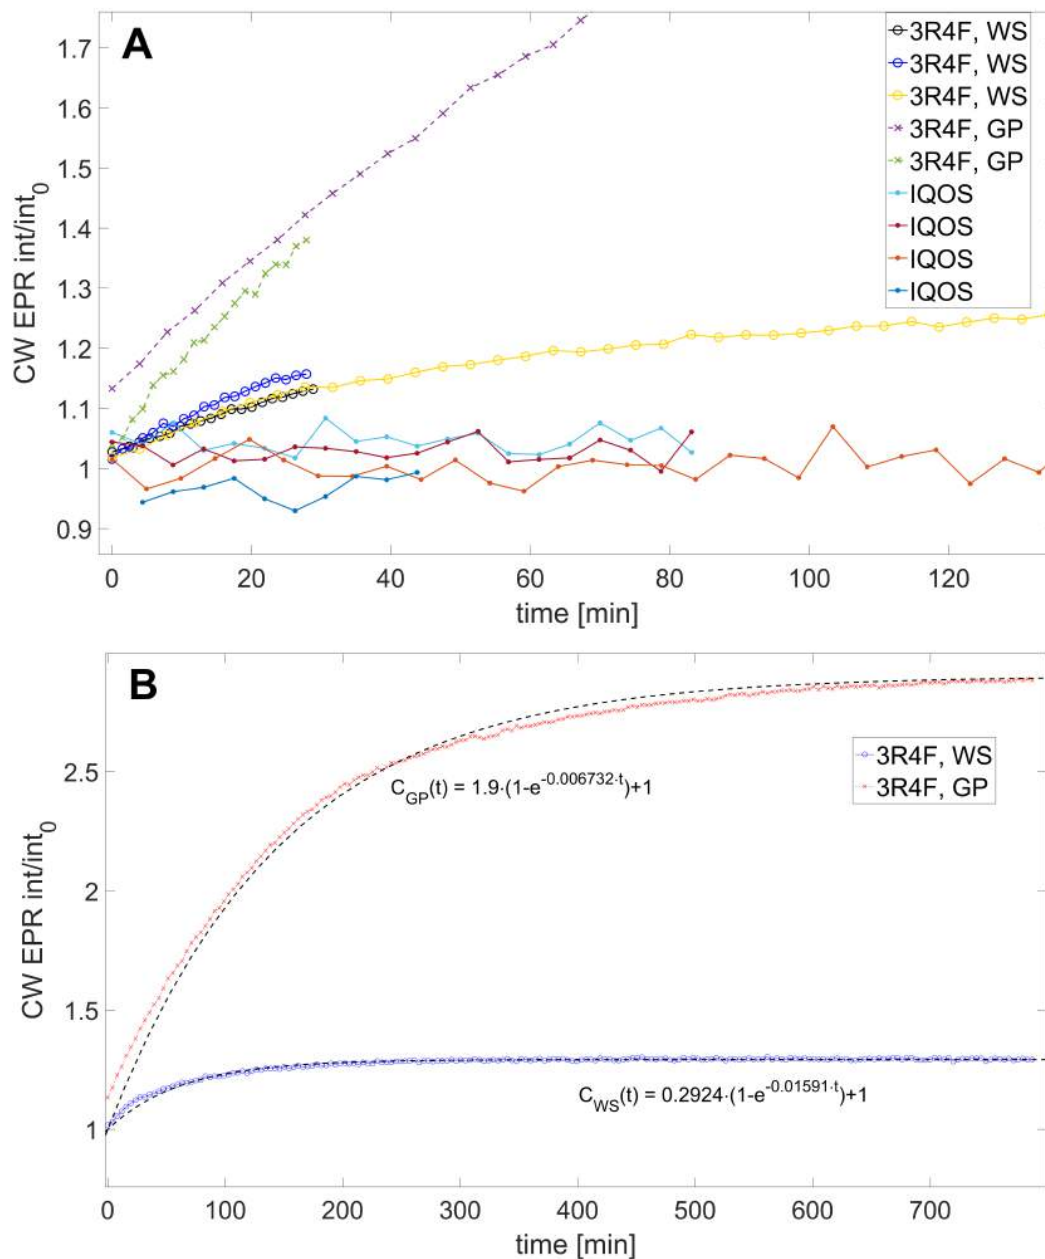 A
CW EPR int/int0
1.7
1.6
1.5
1.4
1.3
1.2
1.1
1
0.9
3R4F, WS
3R4F, WS
3R4F, WS
3R4F, GP
3R4F, GP
IQOS
IQOS
IQOS
IQOS
0 20 40 60 80 100 120
time [min]
B
CW EPR int/int0
2.5
2
1.5
1
3R4F, WS
3R4F, GP
CGP(t) = 1.9·(1-e-0.006732·t)+1
CWS(t) = 0.2924·(1-e-0.01591·t)+1
0 100 200 300 400 500 600 700
time [min]